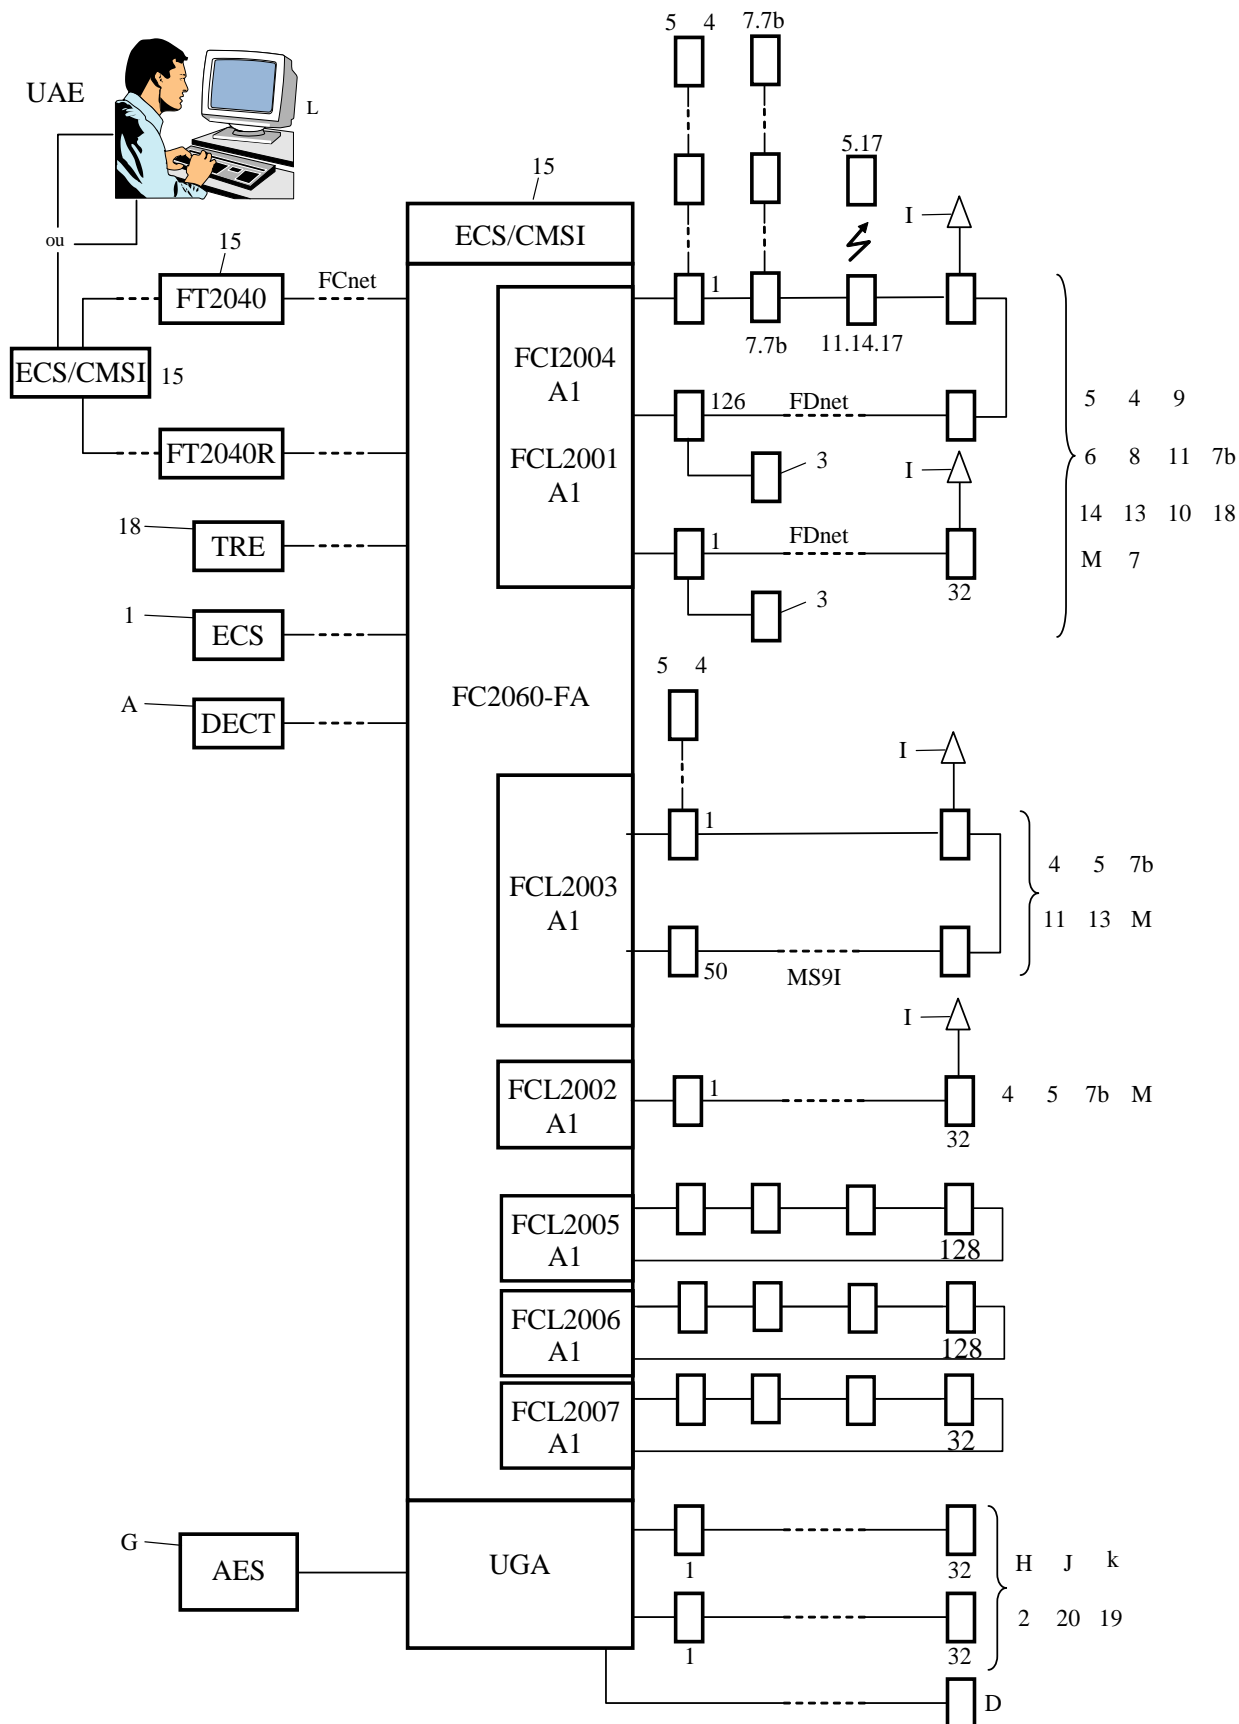 5 4 7.7b
UAE
L
5.17
15
I
ECS/CMSI
ou
15
FT2040
FCnet
1
7.7b
11.14.17
FCI2004
A1
ECS/CMSI
15
126
FDnet
5 4 9
FT2040R
FCL2001
A1
3
I
6 8 11 7b
18
TRE
1
FDnet
14 13 10 18
M 7
32
1
ECS
3
5 4
A
DECT
FC2060-FA
I
1
FCL2003
A1
4 5 7b
11 13 M
50
MS9I
I
FCL2002
A1
1
4 5 7b M
32
FCL2005
A1
128
FCL2006
A1
128
FCL2007
A1
32
G
AES
UGA
1
32
H J k
2 20 19
1
32
D